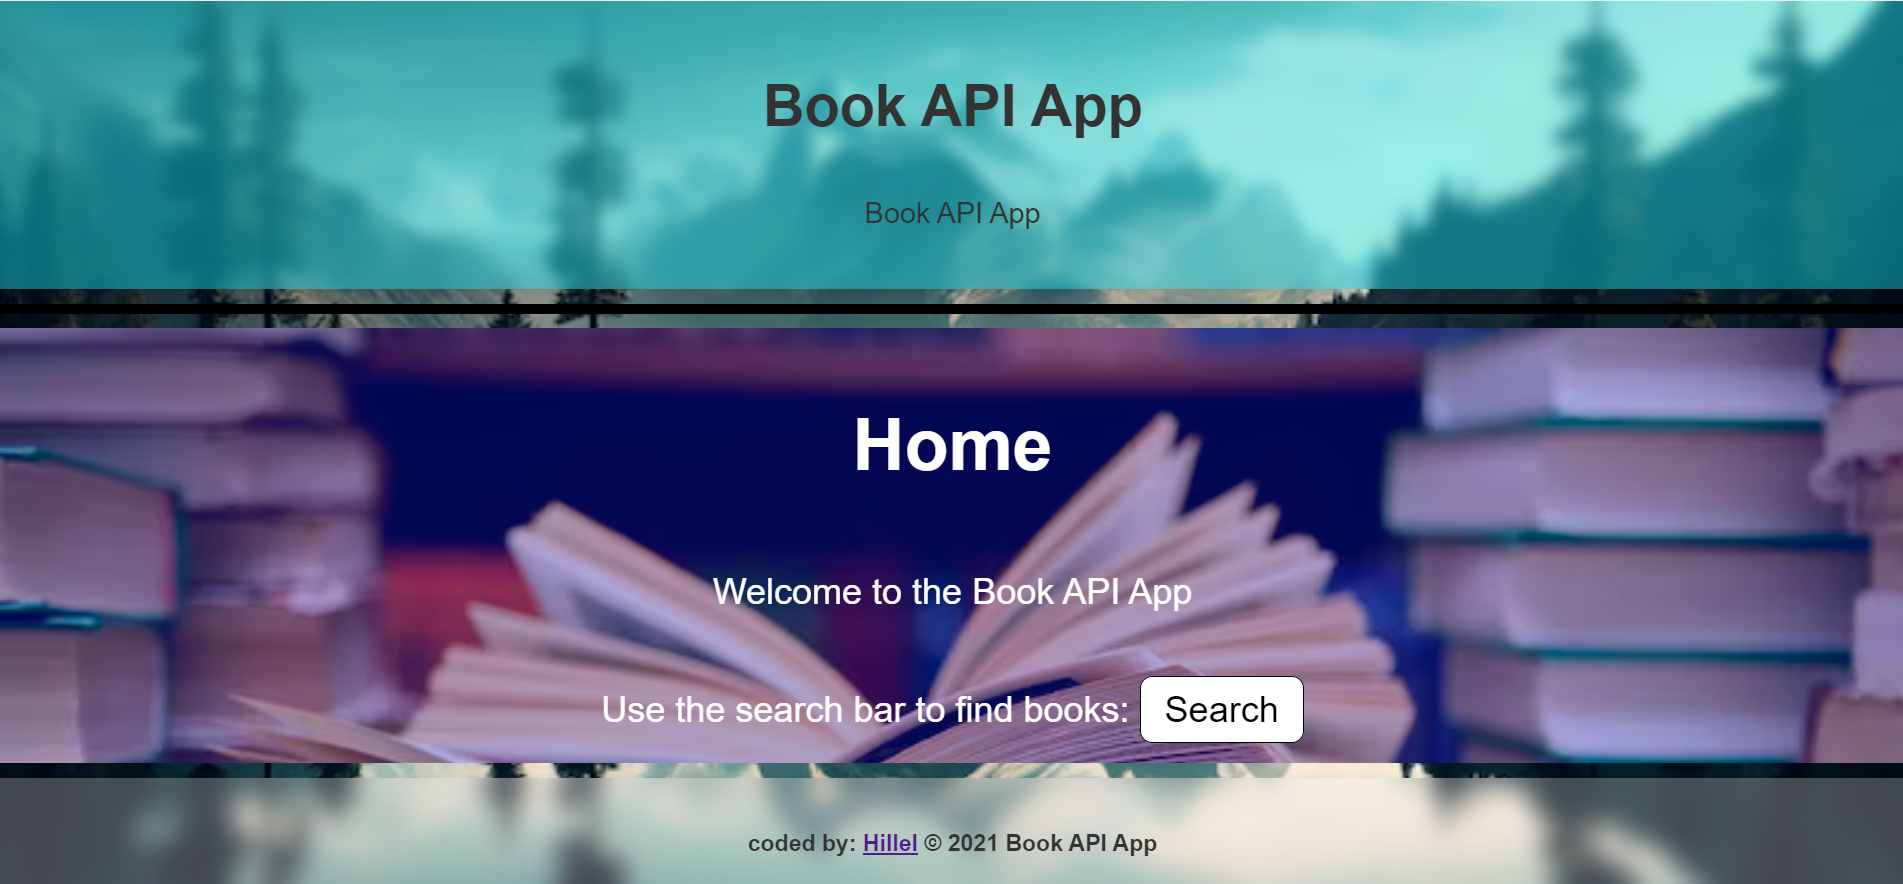 Book API App
Book API App
Home
Welcome to the Book API App
Use the search bar to find books: Search
coded by: Hillel © 2021 Book API App